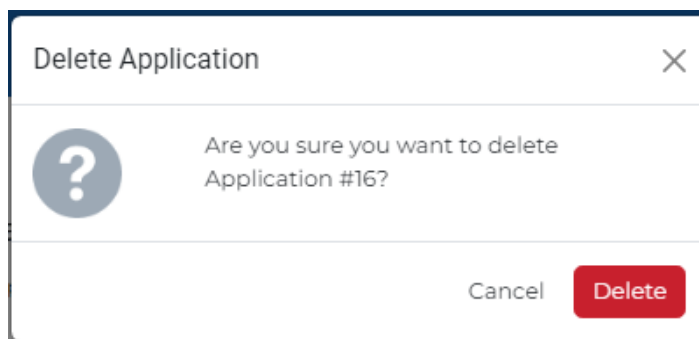 Delete Application
Are you sure you want to delete
Application #16?
Cancel
Delete